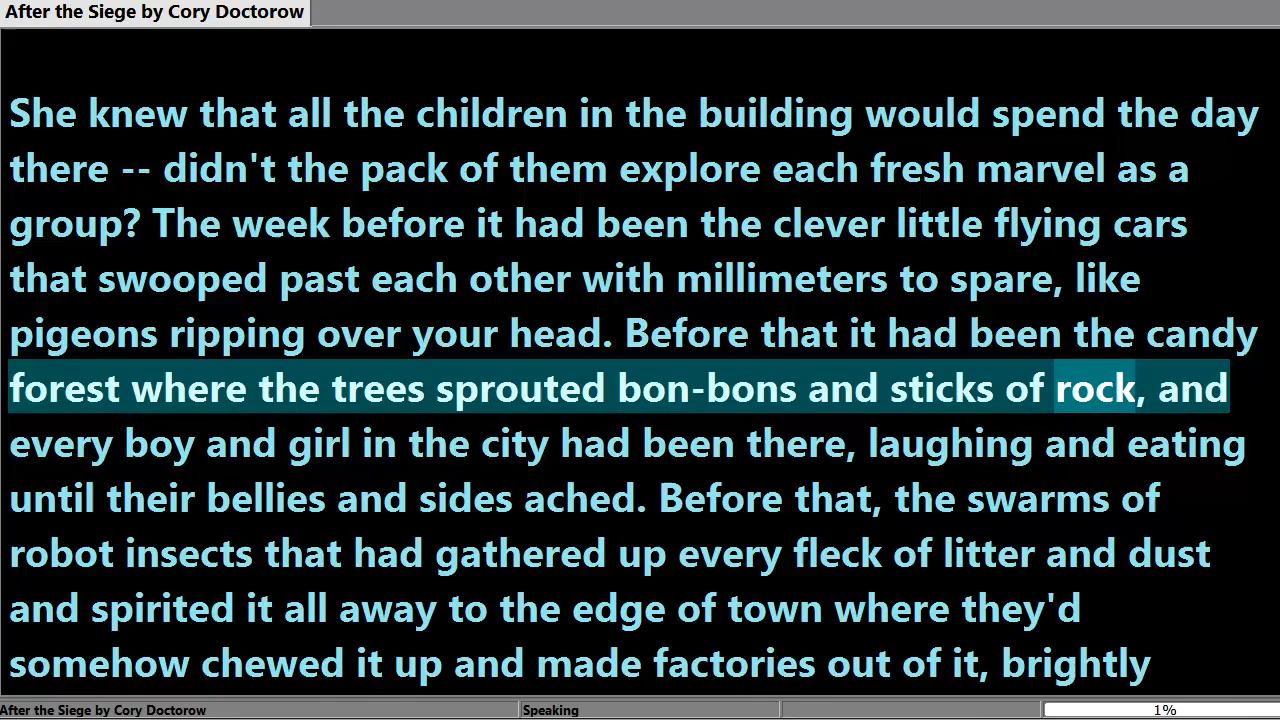 After the Siege by Cory Doctorow
She knew that all the children in the building would spend the day
there -- didn't the pack of them explore each fresh marvel as a
group? The week before it had been the clever little flying cars
that swooped past each other with millimeters to spare, like
pigeons ripping over your head. Before that it had been the candy
forest where the trees sprouted bon-bons and sticks of rock, and
every boy and girl in the city had been there, laughing and eating
until their bellies and sides ached. Before that, the swarms of
robot insects that had gathered up every fleck of litter and dust
and spirited it all away to the edge of town where they'd
somehow chewed it up and made factories out of it, brightly
After the Siege by Cory Doctorow
Speaking
1%